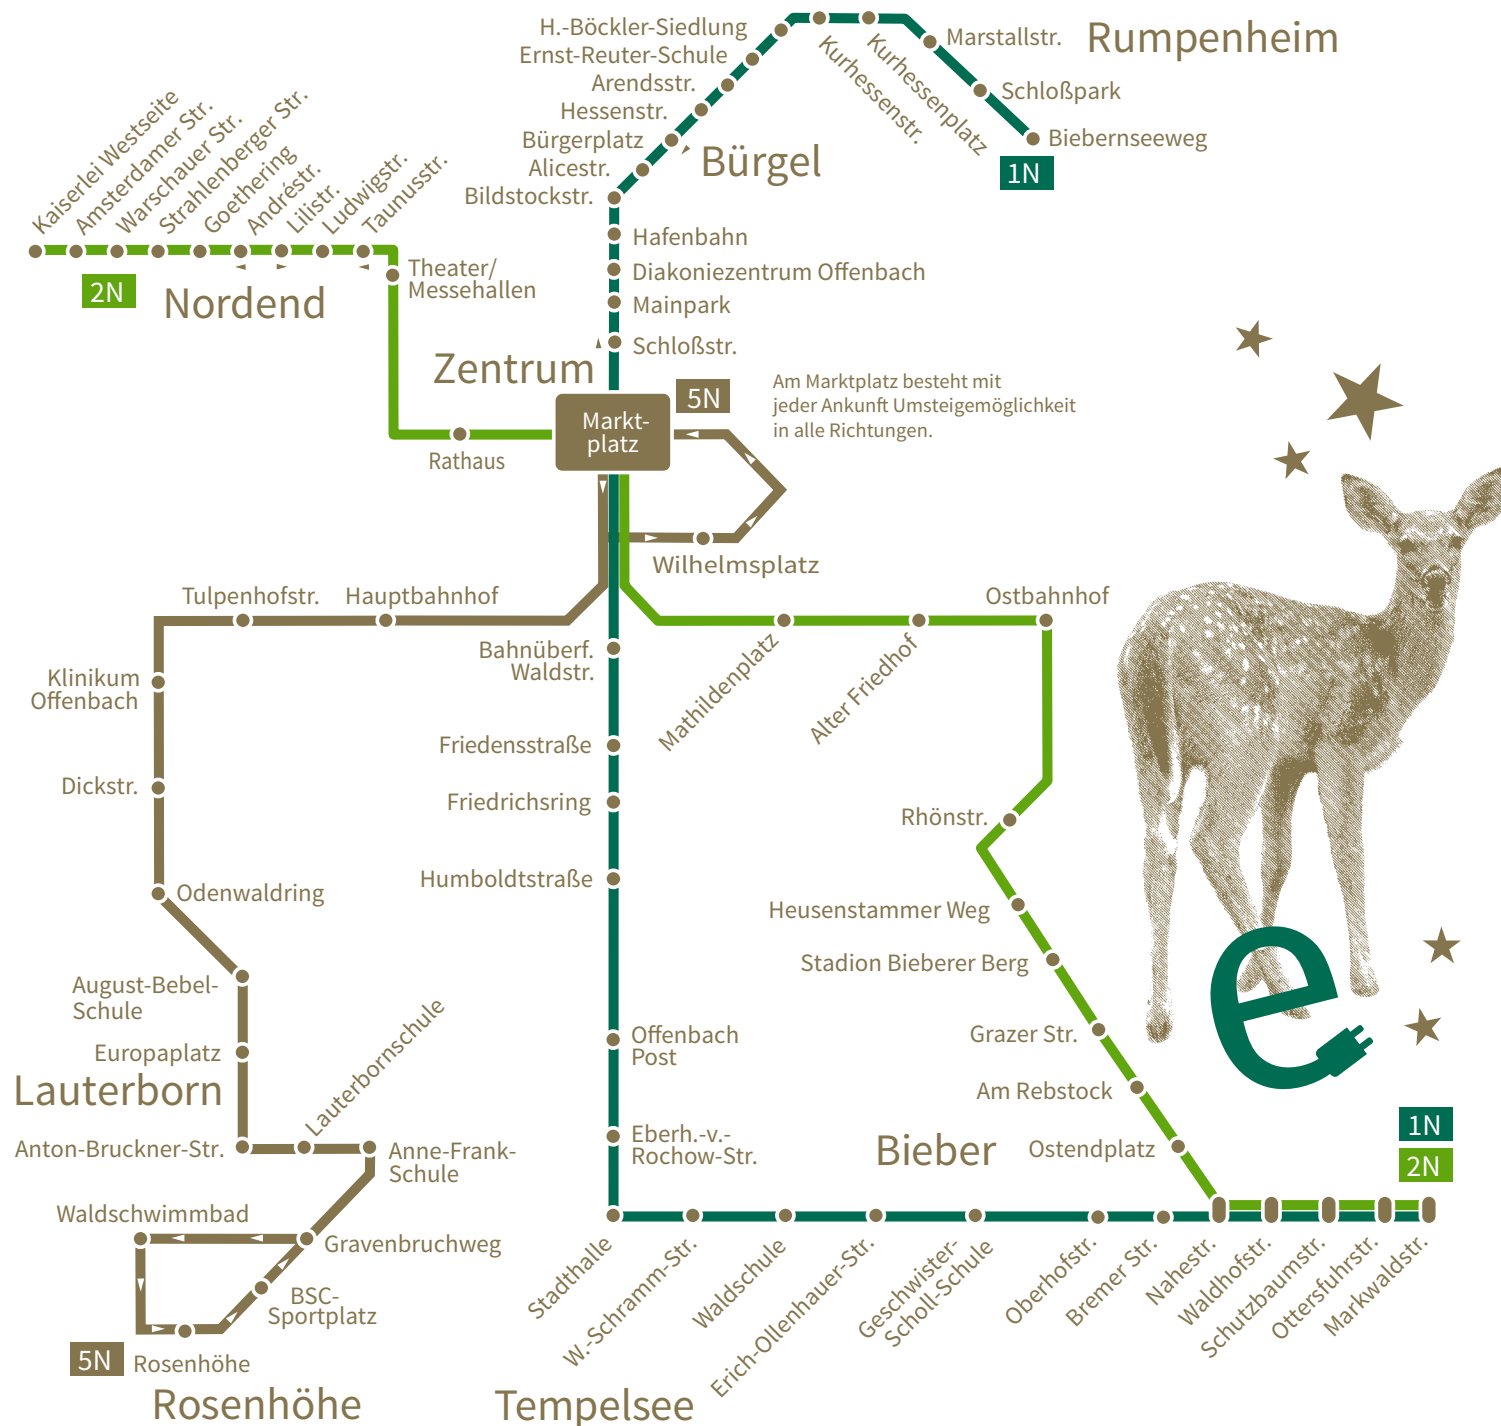 H.-Böckler-Siedlung
Ernst-Reuter-Schule
Arendsstr.
Hessenstr.
Bürgerplatz
Alicestr.
Bildstockstr.
Kurhessenstr.
Kurhessenplatz
Marstallstr.
Rumpenheim
Schloßpark
Biebernseeweg
1N
Bürgel
Kaiserlei Westseite
Amsterdamer Str.
Warschauer Str.
Strahlenberger Str.
Goethering
Andréstr.
Lilistr.
Ludwigstr.
Taunusstr.
2N
Nordend
Theater/
Messehallen
Hafenbahn
Diakoniezentrum Offenbach
Mainpark
Schloßstr.
Zentrum
5N
Am Marktplatz besteht mit
jeder Ankunft Umsteigemöglichkeit
in alle Richtungen.
Markt-
platz
Rathaus
Wilhelmsplatz
Tulpenhofstr.
Hauptbahnhof
Ostbahnhof
Bahnüberf.
Waldstr.
Mathildenplatz
Alter Friedhof
Klinikum
Offenbach
Friedensstraße
Dickstr.
Friedrichsring
Rhönstr.
Humboldtstraße
Odenwaldring
Heusenstammer Weg
Stadion Bieberer Berg
August-Bebel-
Schule
Europaplatz
Lauterborn
Lauterbornschule
Offenbach
Post
Grazer Str.
Am Rebstock
e
1N
2N
Anton-Bruckner-Str.
Anne-Frank-
Schule
Eberh.-v.-
Rochow-Str.
Bieber
Ostendplatz
Waldschwimmbad
Gravenbruchweg
BSC-
Sportplatz
5N
Rosenhöhe
Rosenhöhe
Stadthalle
W.-Schramm-Str.
Waldschule
Erich-Ollenhauer-Str.
Geschwister-
Scholl-Schule
Oberhofstr.
Bremer Str.
Nahestr.
Waldhofstr.
Schutzbaumstr.
Ottersfuhrstr.
Markwaldstr.
Tempelsee